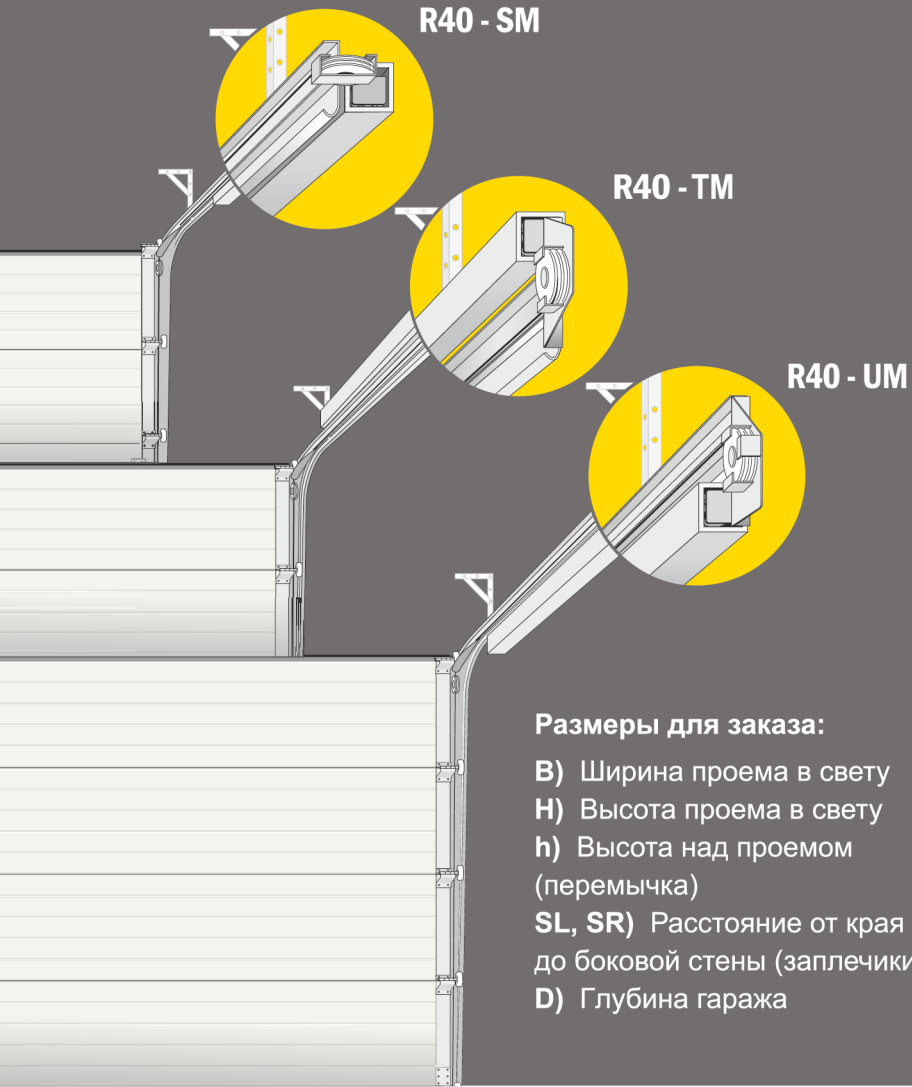 R40 - SM
R40 - TM
R40 - UM
Размеры для заказа:
B) Ширина проема в свету
H) Высота проема в свету
h) Высота над проемом
(перемычка)
SL, SR) Расстояние от края
до боковой стены (заплечики
D) Глубина гаража